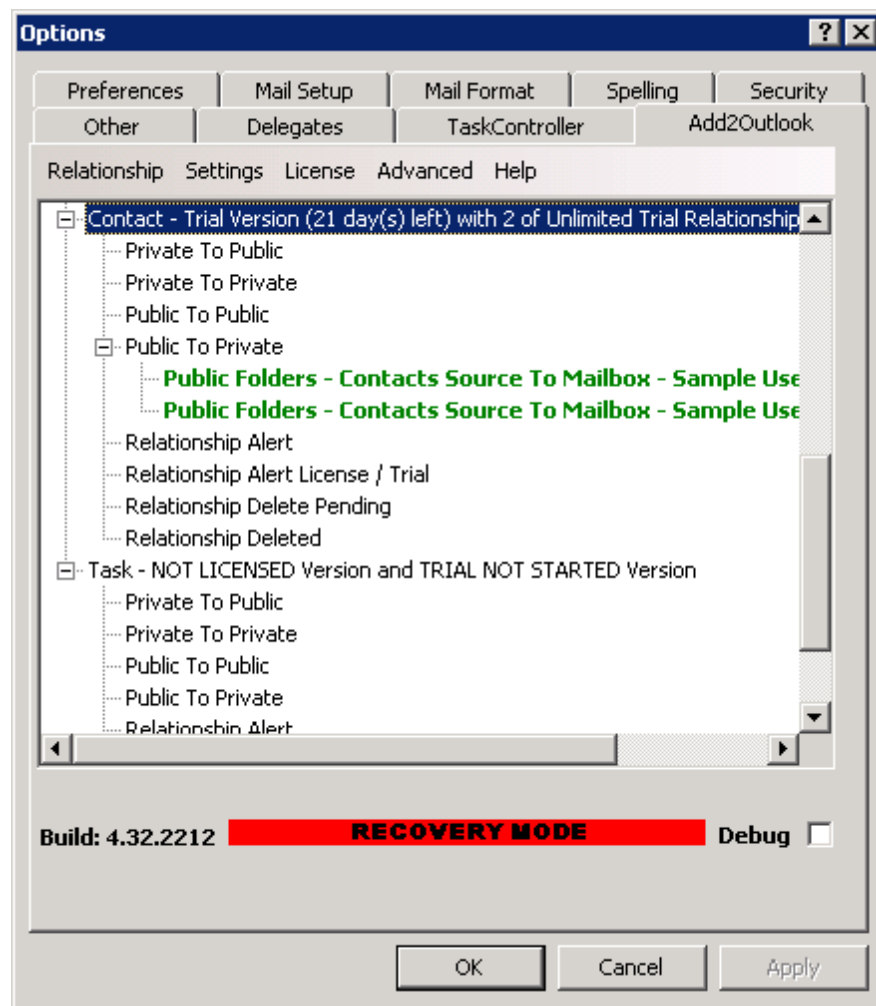 Options
Preferences Mail Setup Mail Format Spelling Security
Other Delegates TaskController Add2Outlook
Relationship Settings License Advanced Help
Contact - Trial Version (21 day(s) left) with 2 of Unlimited Trial Relationship
Private To Public
Private To Private
Public To Public
Public To Private
Public Folders - Contacts Source To Mailbox - Sample Use
Public Folders - Contacts Source To Mailbox - Sample Use
Relationship Alert
Relationship Alert License / Trial
Relationship Delete Pending
Relationship Deleted
Task - NOT LICENSED Version and TRIAL NOT STARTED Version
Private To Public
Private To Private
Public To Public
Public To Private
Relationship Alert
Build: 4.32.2212 RECOVERY MODE Debug
OK Cancel Apply